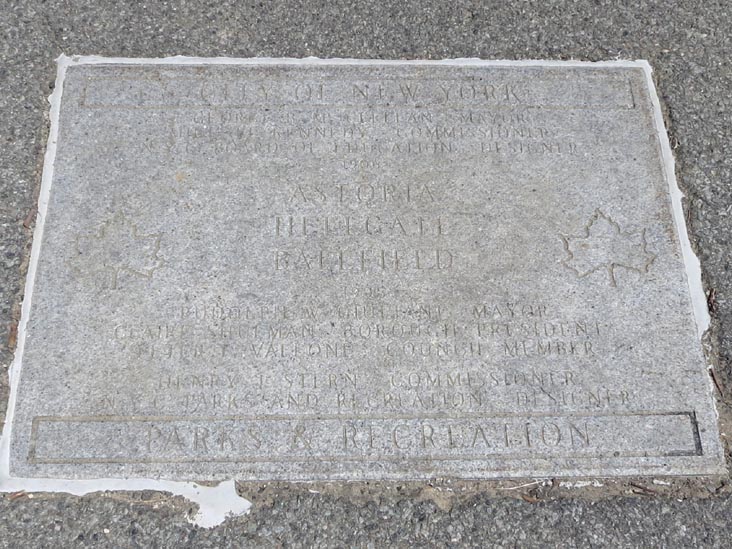 CITY OF NEW YORK
GEORGE B. McCLELLAN MAYOR
KENNEDY COMMISSIONER
BOARD OF EDUCATION, DESIGNER
ASTORIA
HELLGATE
BALLFIELD
RUDOLPH W. GIULIANI MAYOR
CLAIRE SHULMAN BOROUGH PRESIDENT
PETER F. VALLONE COUNCIL MEMBER
HENRY J. STERN COMMISSIONER
N.Y.C. PARKS AND RECREATION, DESIGNER
PARKS & RECREATION